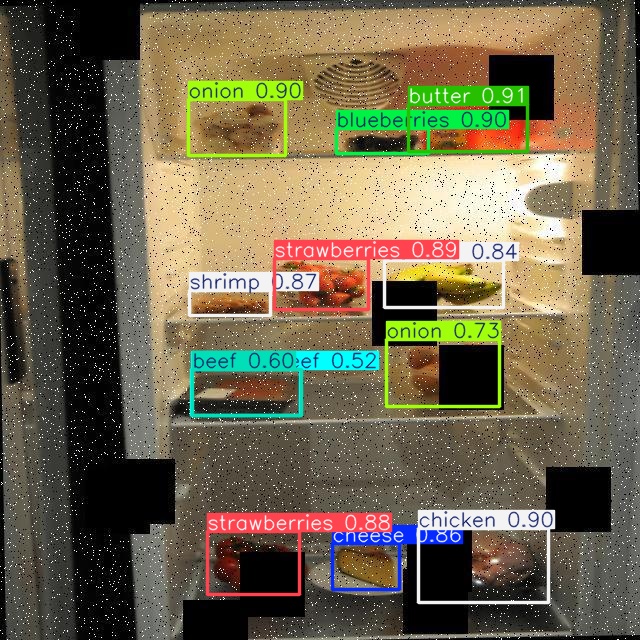 onion 0.90
butter 0.91
blueberries 0.90
strawberries 0.89
0.84
shrimp 0.87
onion 0.73
beef 0.60
ef 0.52
strawberries 0.88
cheese 0.86
chicken 0.90